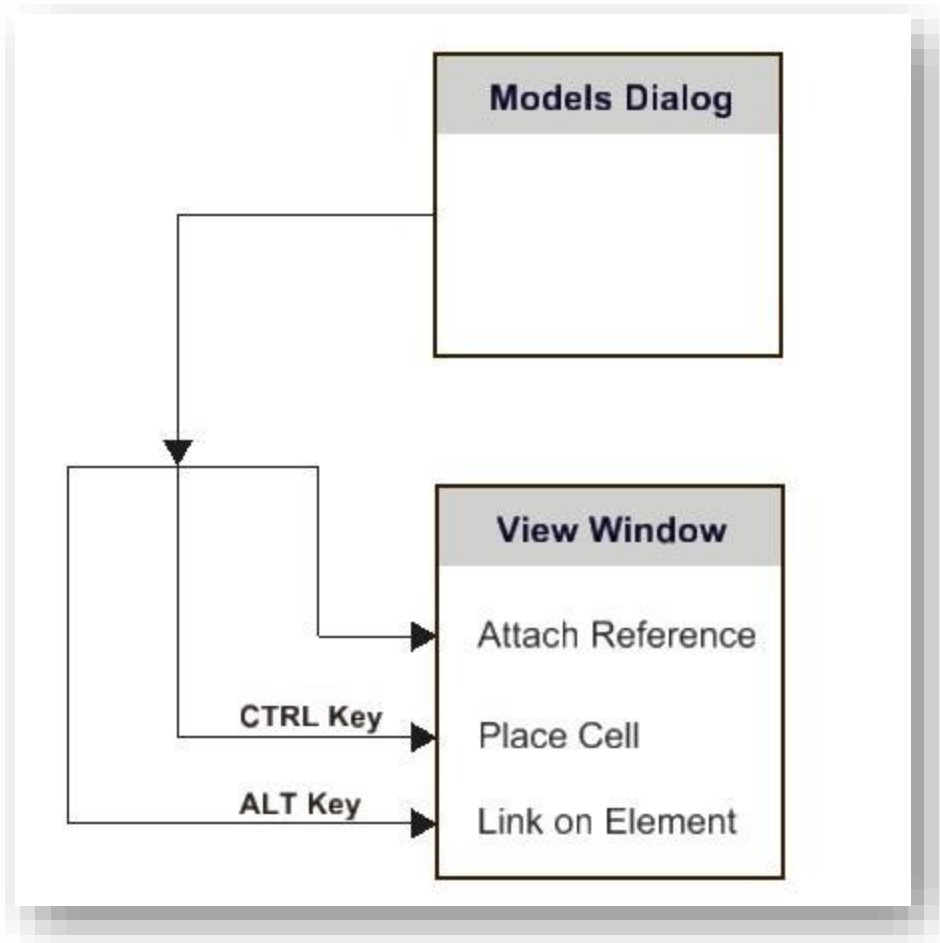 Models Dialog
View Window
Attach Reference
CTRL Key
Place Cell
ALT Key
Link on Element